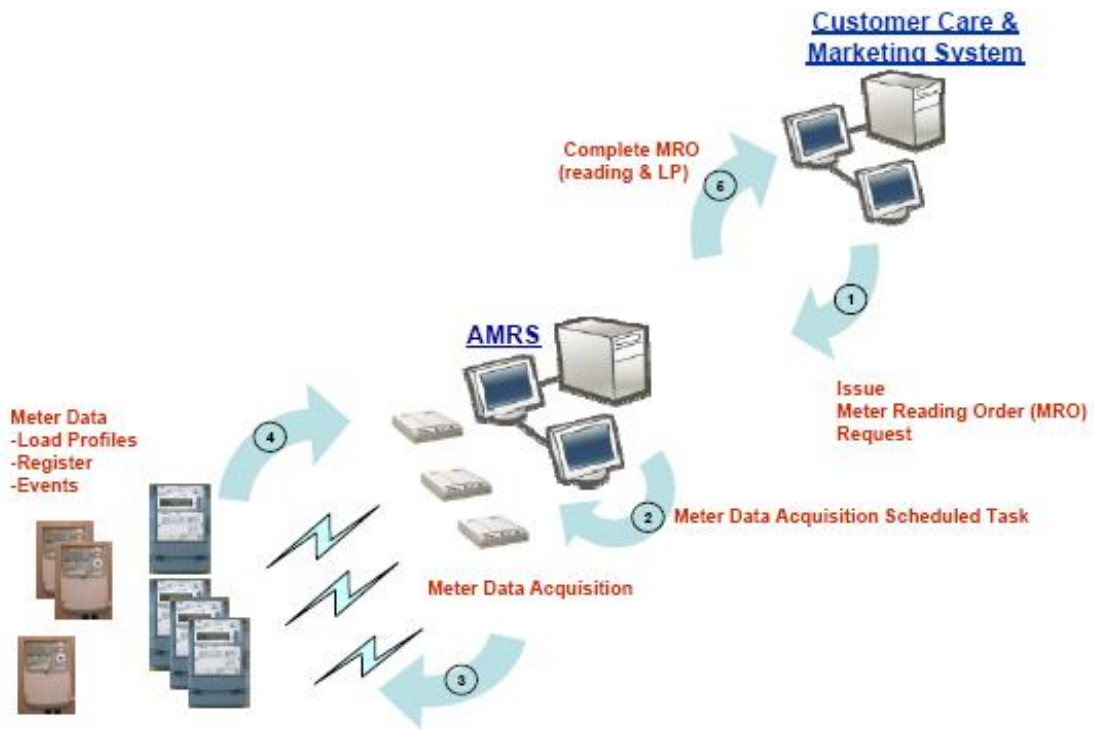 Customer Care &
Marketing System
Complete MRO
(reading & LP)
5
1
AMRS
Issue
Meter Reading Order (MRO)
Request
Meter Data
-Load Profiles
-Register
-Events
4
2
Meter Data Acquisition Scheduled Task
Meter Data Acquisition
3